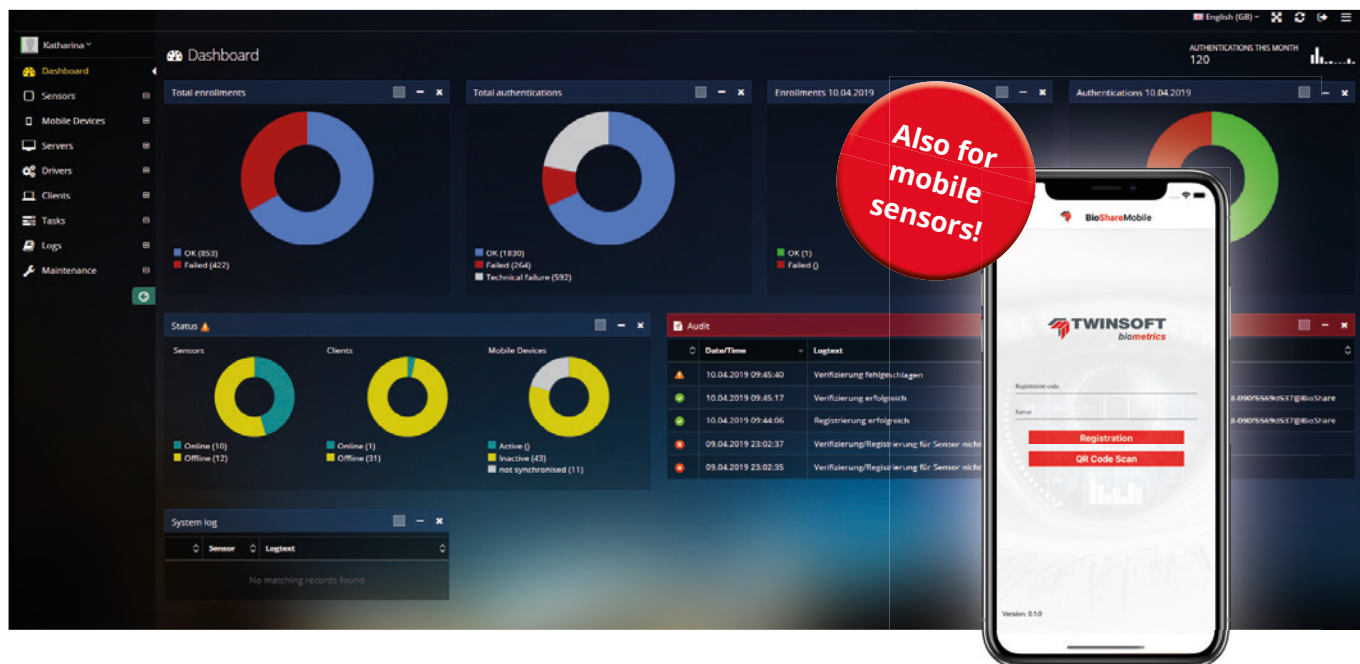 English (GB)
Katharina
Dashboard
AUTHENTICATIONS THIS MONTH
120
Dashboard
Sensors
Mobile Devices
Servers
Drivers
Clients
Tasks
Logs
Maintenance
Total enrollments
OK (853)
Failed (422)
Total authentications
OK (1830)
Failed (264)
Technical failure (592)
Enrollments 10.04.2019
OK (1)
Failed ()
Authentications 10.04.2019
Also for
mobile
sensors!
Status
Sensors
Online (10)
Offline (12)
Clients
Online (1)
Offline (31)
Mobile Devices
Active ()
Inactive (43)
not synchronised (11)
Audit
Date/Time Logtext
10.04.2019 09:45:40 Verifizierung fehlgeschlagen
10.04.2019 09:45:17 Verifizierung erfolgreich
10.04.2019 09:44:06 Registrierung erfolgreich
09.04.2019 23:02:37 Verifizierung/Registrierung für Sensor
09.04.2019 23:02:35 Verifizierung/Registrierung für Sensor
System log
Sensor Logtext
No matching records found
BioShareMobile
TWINSOFT
biometrics
Registration code
Server
Registration
QR Code Scan
Version: 0.1.0